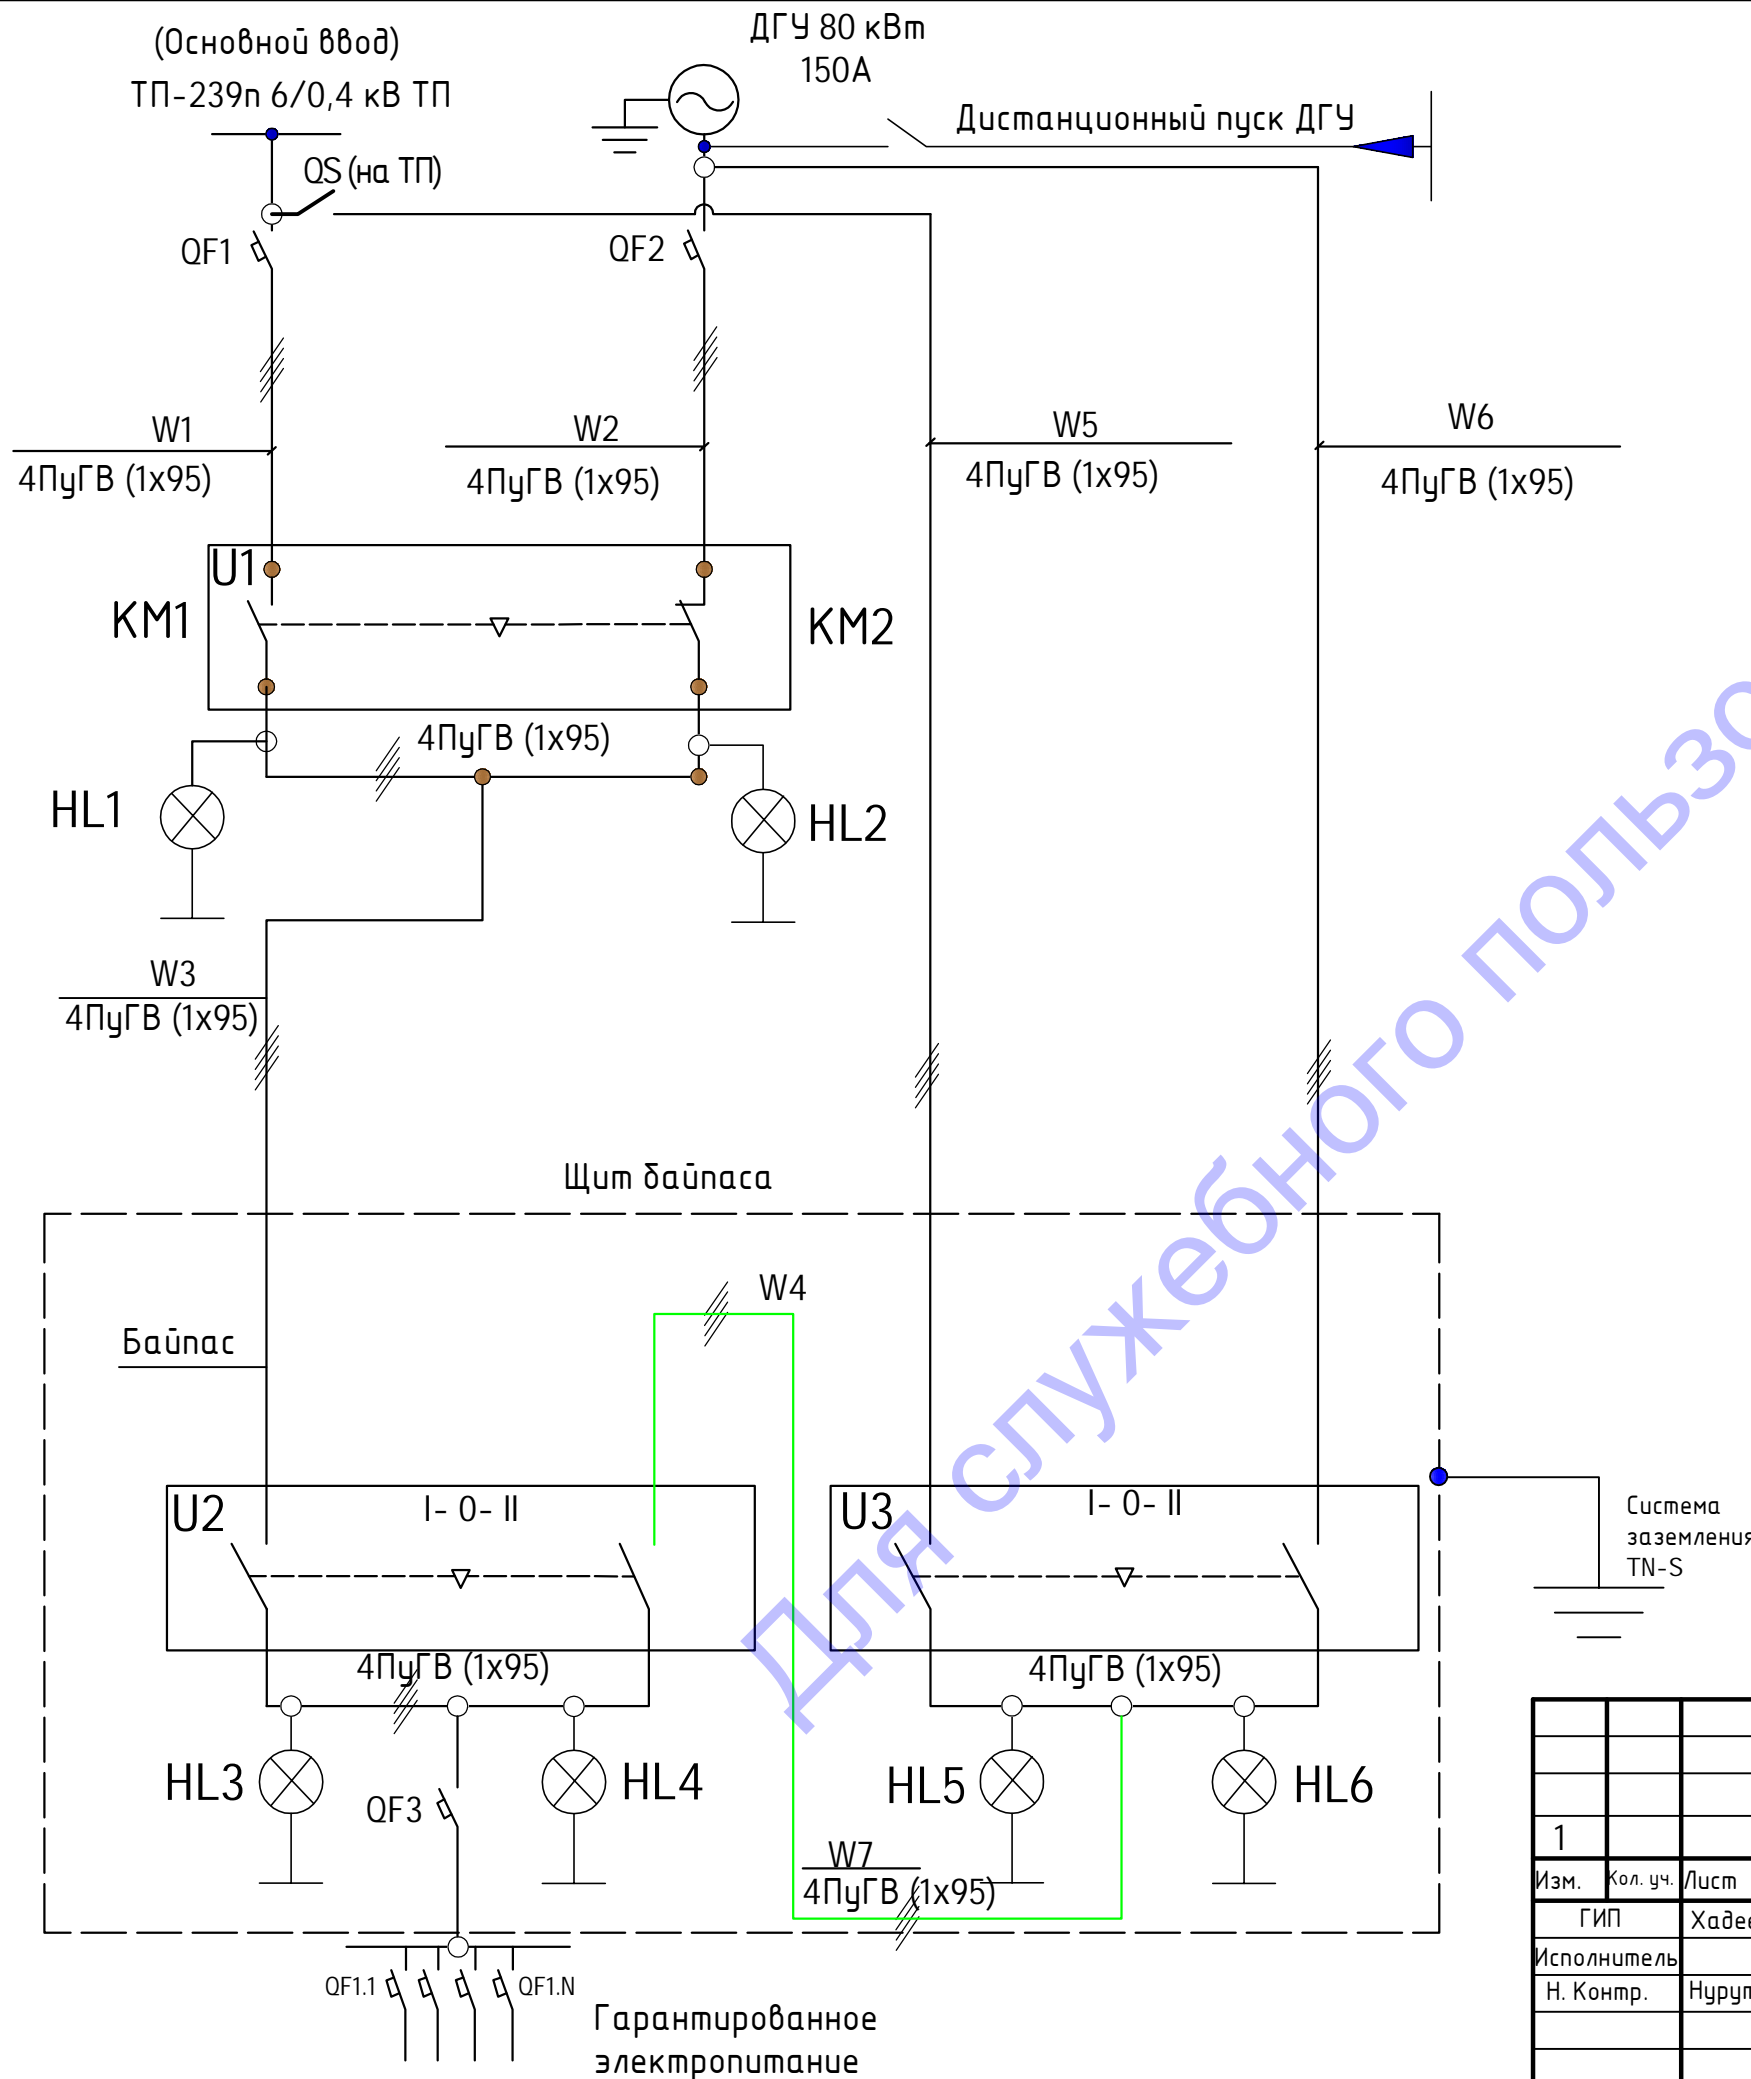 (Основной ввод)
ТП-239п 6/0,4 кВ ТП
ДГУ 80 кВт
150А
Дистанционный пуск ДГУ
QS (на ТП)
QF1
QF2
W1
4ПуГВ (1х95)
W2
4ПуГВ (1х95)
W5
4ПуГВ (1х95)
W6
4ПуГВ (1х95)
U1
КМ1
КМ2
4ПуГВ (1х95)
HL1
HL2
W3
4ПуГВ (1х95)
Щит байпаса
W4
Байпас
U2
I- 0- II
U3
I- 0- II
Система
заземления
TN-S
4ПуГВ (1х95)
4ПуГВ (1х95)
HL3
HL4
HL5
HL6
QF3
W7
4ПуГВ (1х95)
QF1.1
QF1.N
Гарантированное
электропитание
1
Изм.
Кол. уч.
Лист
ГИП
Исполнитель
Н. Контр.
Для служебного